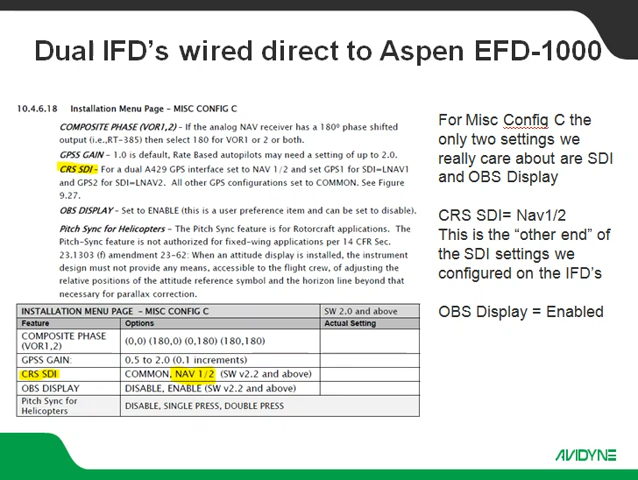 Dual IFD's wired direct to Aspen EFD-1000
10.4.6.18 Installation Menu Page - MISC CONFIG C
COMPOSITE PHASE (VOR1,2) - If the analog NAV receiver has a 180º phase shifted
output (i.e.,RT-385) then select 180 for VOR1 or 2 or both.
GPSS GAIN - 1.0 is default, Rate Based autopilots may need a setting of up to 2.0.
CRS SDI - For a dual A429 GPS interface set to NAV 1/2 and set GPS1 for SDI=LNAV1
and GPS2 for SDI=LNAV2. All other GPS configurations set to COMMON. See Figure
9.27.
OBS DISPLAY - Set to ENABLE (this is a user preference item and can be set to disable).
Pitch Sync for Helicopters - The Pitch Sync feature is for Rotorcraft applications. The
Pitch-Sync feature is not authorized for fixed-wing applications per 14 CFR Sec.
23.1303 (f) amendment 23-62: When an attitude display is installed, the instrument
design must not provide any means, accessible to the flight crew, of adjusting the
relative positions of the attitude reference symbol and the horizon line beyond that
necessary for parallax correction.
INSTALLATION MENU PAGE - MISC CONFIG C SW 2.0 and above
Feature Options Actual Setting
COMPOSITE PHASE
(VOR1,2) (0,0) (180,0) (0,180) (180,180)
GPSS GAIN: 0.5 to 2.0 (0.1 increments)
CRS SDI COMMON, NAV 1/2 (SW v2.2 and above)
OBS DISPLAY DISABLE, ENABLE (SW v2.2 and above)
Pitch Sync for
Helicopters DISABLE, SINGLE PRESS, DOUBLE PRESS
For Misc Config C the
only two settings we
really care about are SDI
and OBS Display
CRS SDI= Nav1/2
This is the "other end" of
the SDI settings we
configured on the IFD's
OBS Display = Enabled
AVIDYNE